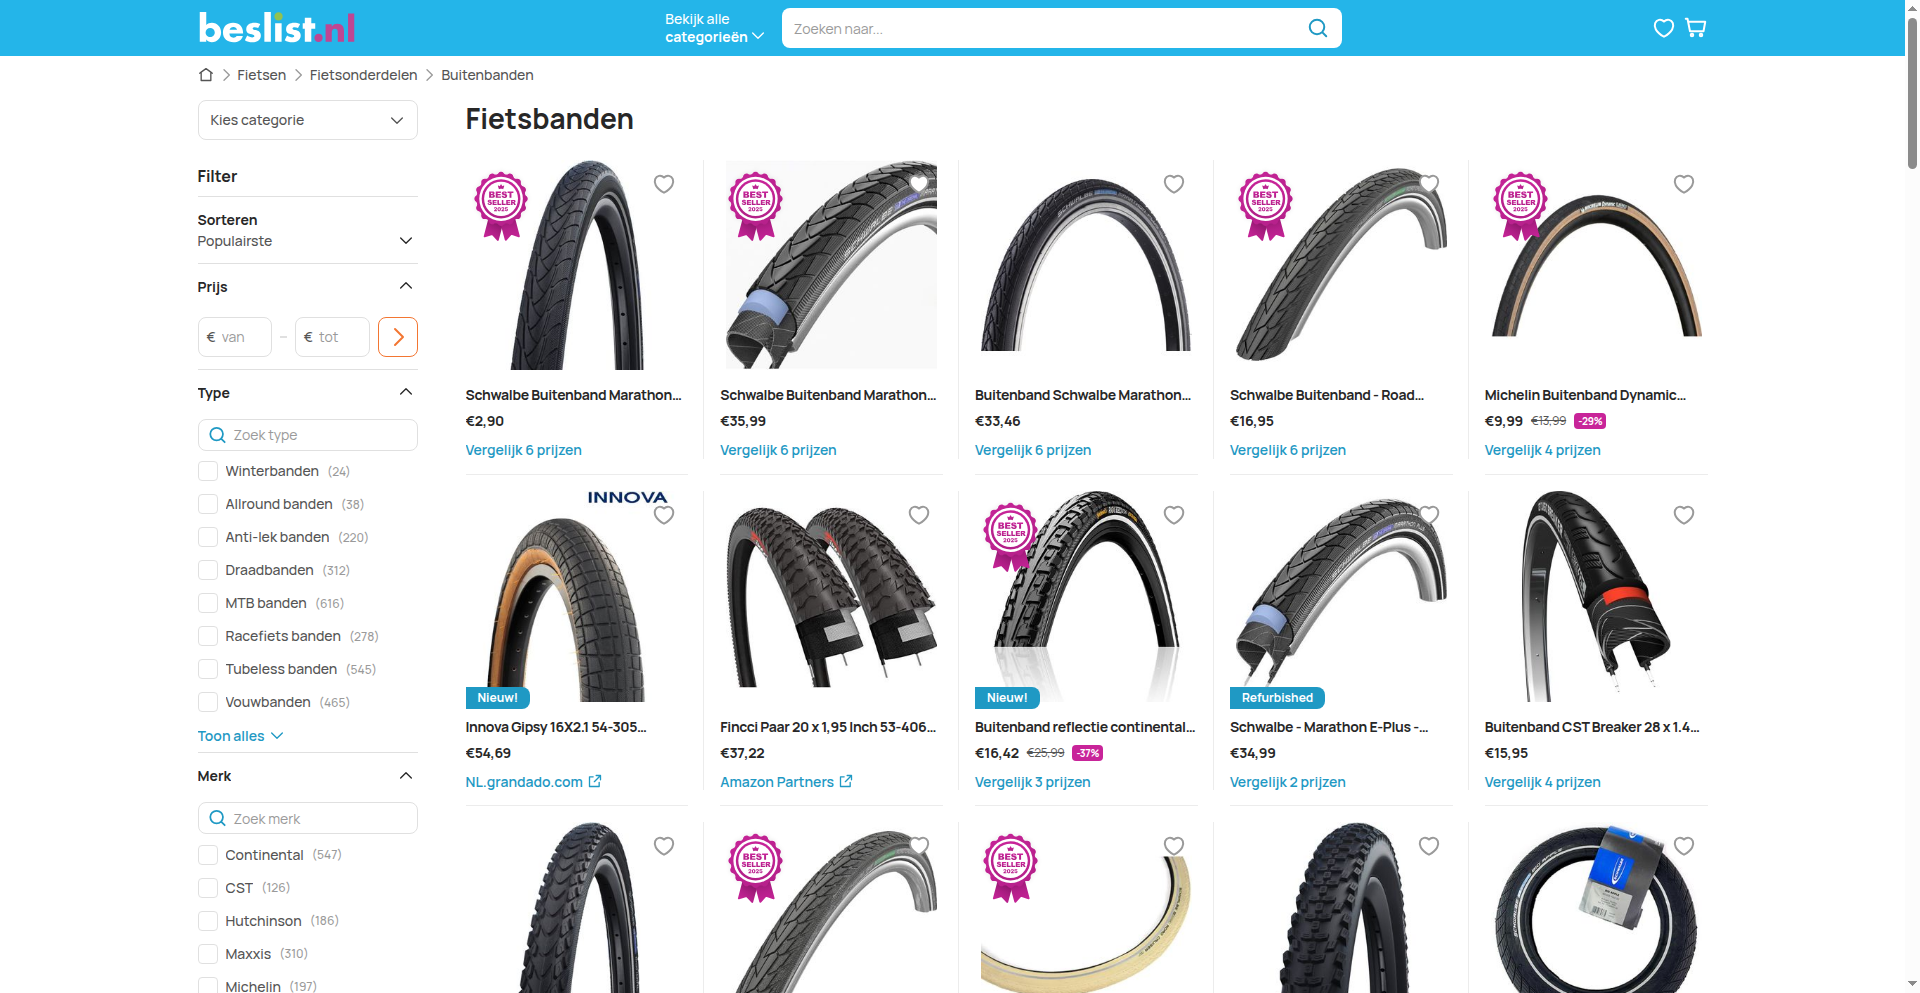 beslist.nl
Bekijk alle
categorieën
Zoeken naar...
Fietsen
Fietsonderdelen
Buitenbanden
Kies categorie
Fietsbanden
Filter
Sorteren
Populairste
Prijs
€ van
–
€ tot
Type
Zoek type
Winterbanden (24)
Allround banden (38)
Anti-lek banden (220)
Draadbanden (312)
MTB banden (616)
Racefiets banden (278)
Tubeless banden (545)
Vouwbanden (465)
Toon alles
Merk
Zoek merk
Continental (547)
CST (126)
Hutchinson (186)
Maxxis (310)
Michelin (197)
BEST
SELLER
2025
Schwalbe Buitenband Marathon...
€2,90
Vergelijk 6 prijzen
BEST
SELLER
2025
Schwalbe Buitenband Marathon...
€35,99
Vergelijk 6 prijzen
Buitenband Schwalbe Marathon...
€33,46
Vergelijk 6 prijzen
BEST
SELLER
2025
Schwalbe Buitenband - Road...
€16,95
Vergelijk 6 prijzen
BEST
SELLER
2025
Michelin Buitenband Dynamic...
€9,99 €13,99 -29%
Vergelijk 4 prijzen
INNOVA
Nieuw!
Innova Gipsy 16X2.1 54-305...
€54,69
NL.grandado.com
Fincci Paar 20 x 1,95 Inch 53-406...
€37,22
Amazon Partners
BEST
SELLER
2025
Nieuw!
Buitenband reflectie continental...
€16,42 €25,99 -37%
Vergelijk 3 prijzen
Refurbished
Schwalbe - Marathon E-Plus -...
€34,99
Vergelijk 2 prijzen
Buitenband CST Breaker 28 x 1.4...
€15,95
Vergelijk 4 prijzen
BEST
SELLER
2025
BEST
SELLER
2025